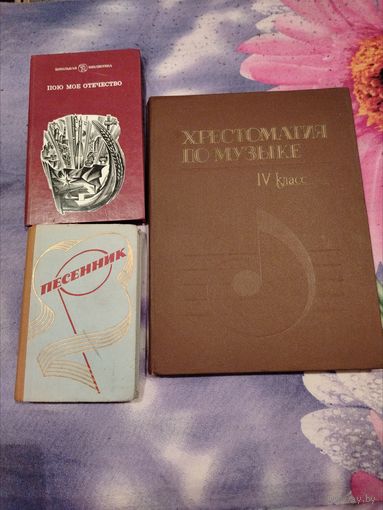 ШКОЛЬНАЯ БИБЛИОТЕКА
ПОЮ МОЕ ОТЕЧЕСТВО
ХРЕСТОМАТИЯ
ПО МУЗЫКЕ
IV класс
ПЕСЕННИК